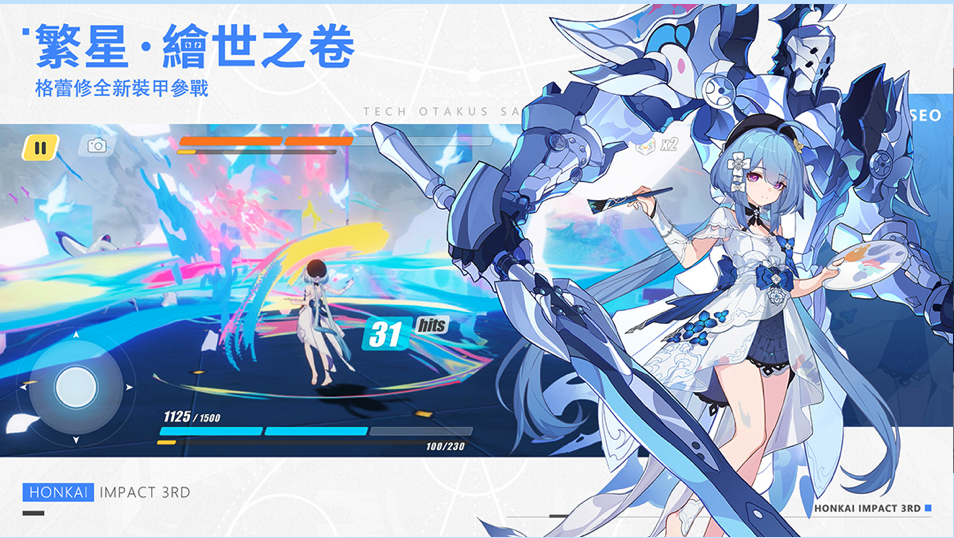 繁星·繪世之卷
格蕾修全新裝甲參戰
TECH OTAKUS SA
SEO
x2
31 hits
1125 / 1500
100/230
HONKAI IMPACT 3RD
HONKAI IMPACT 3RD